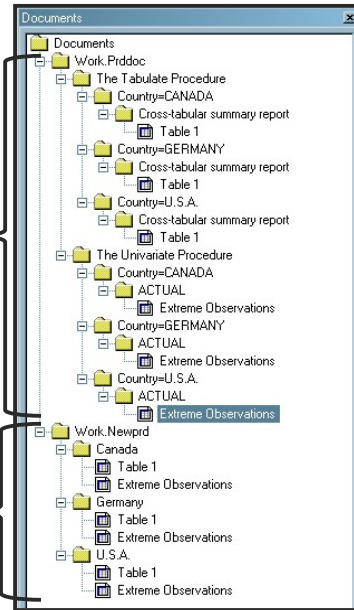 Documents
Documents
Work.Prddoc
The Tabulate Procedure
Country=CANADA
Cross-tabular summary report
Table 1
Country=GERMANY
Cross-tabular summary report
Table 1
Country=U.S.A.
Cross-tabular summary report
Table 1
The Univariate Procedure
Country=CANADA
ACTUAL
Extreme Observations
Country=GERMANY
ACTUAL
Extreme Observations
Country=U.S.A.
ACTUAL
Extreme Observations
Work.Newprd
Canada
Table 1
Extreme Observations
Germany
Table 1
Extreme Observations
U.S.A.
Table 1
Extreme Observations